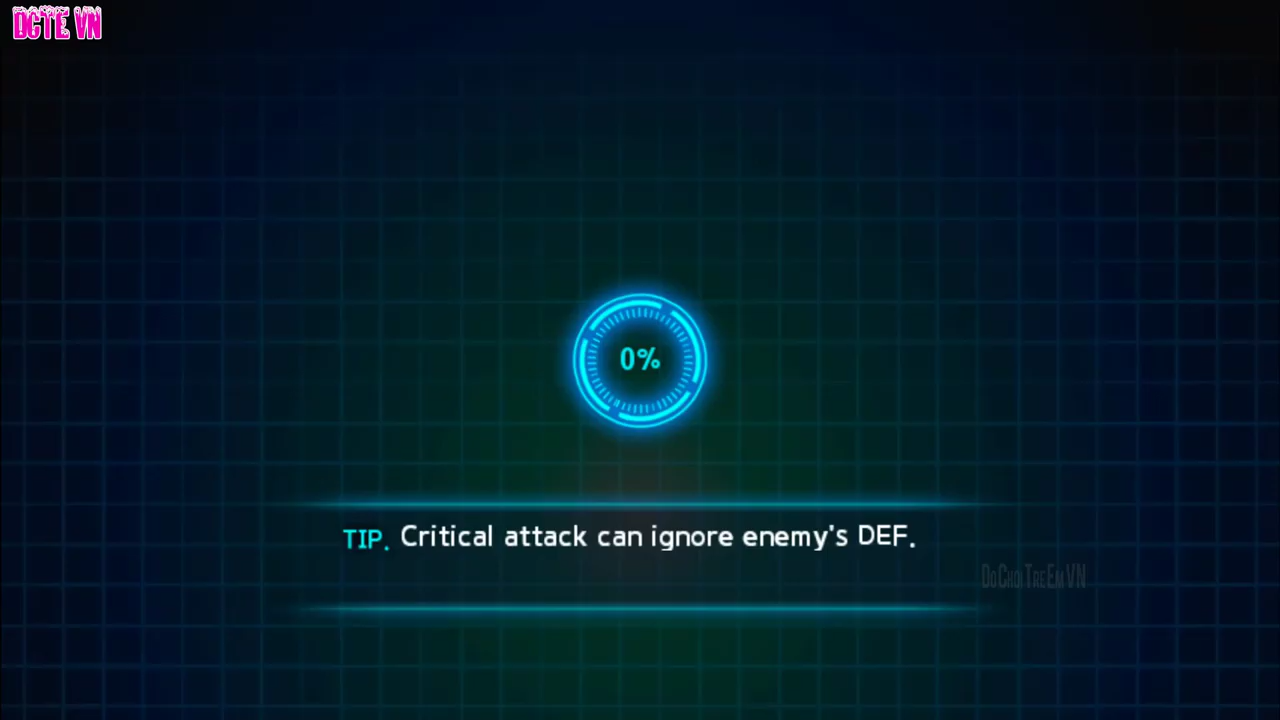 DCTE VN
0%
TIP. Critical attack can ignore enemy's DEF.
DoChoiTreEmVN